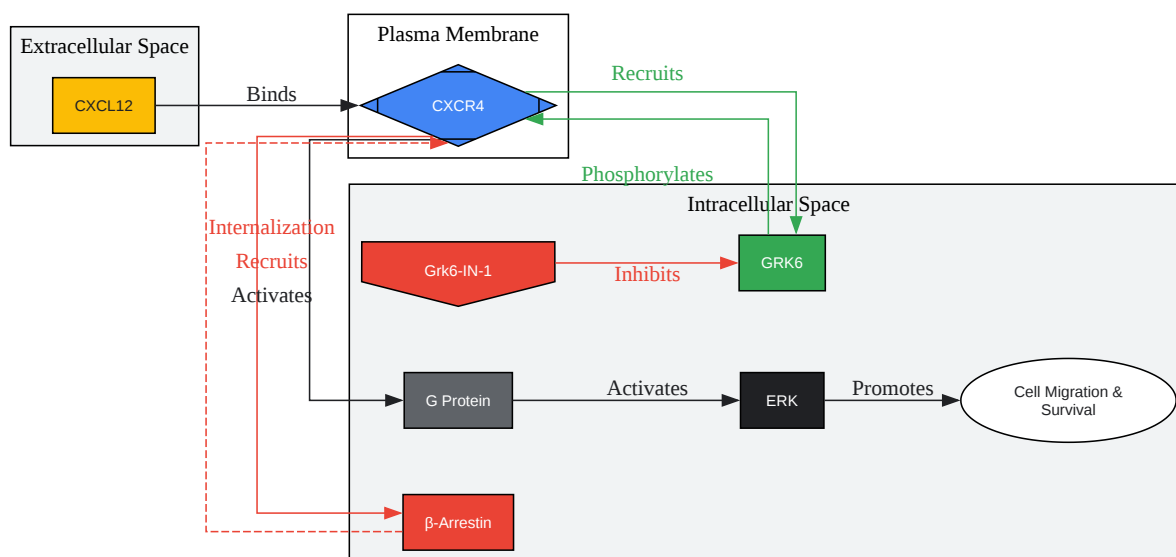 Extracellular Space
Plasma Membrane
CXCL12
Binds
CXCR4
Recruits
Phosphorylates
Intracellular Space
Internalization
Recruits
Activates
Grk6-IN-1
Inhibits
GRK6
G Protein
Activates
ERK
Promotes
Cell Migration &
Survival
β-Arrestin